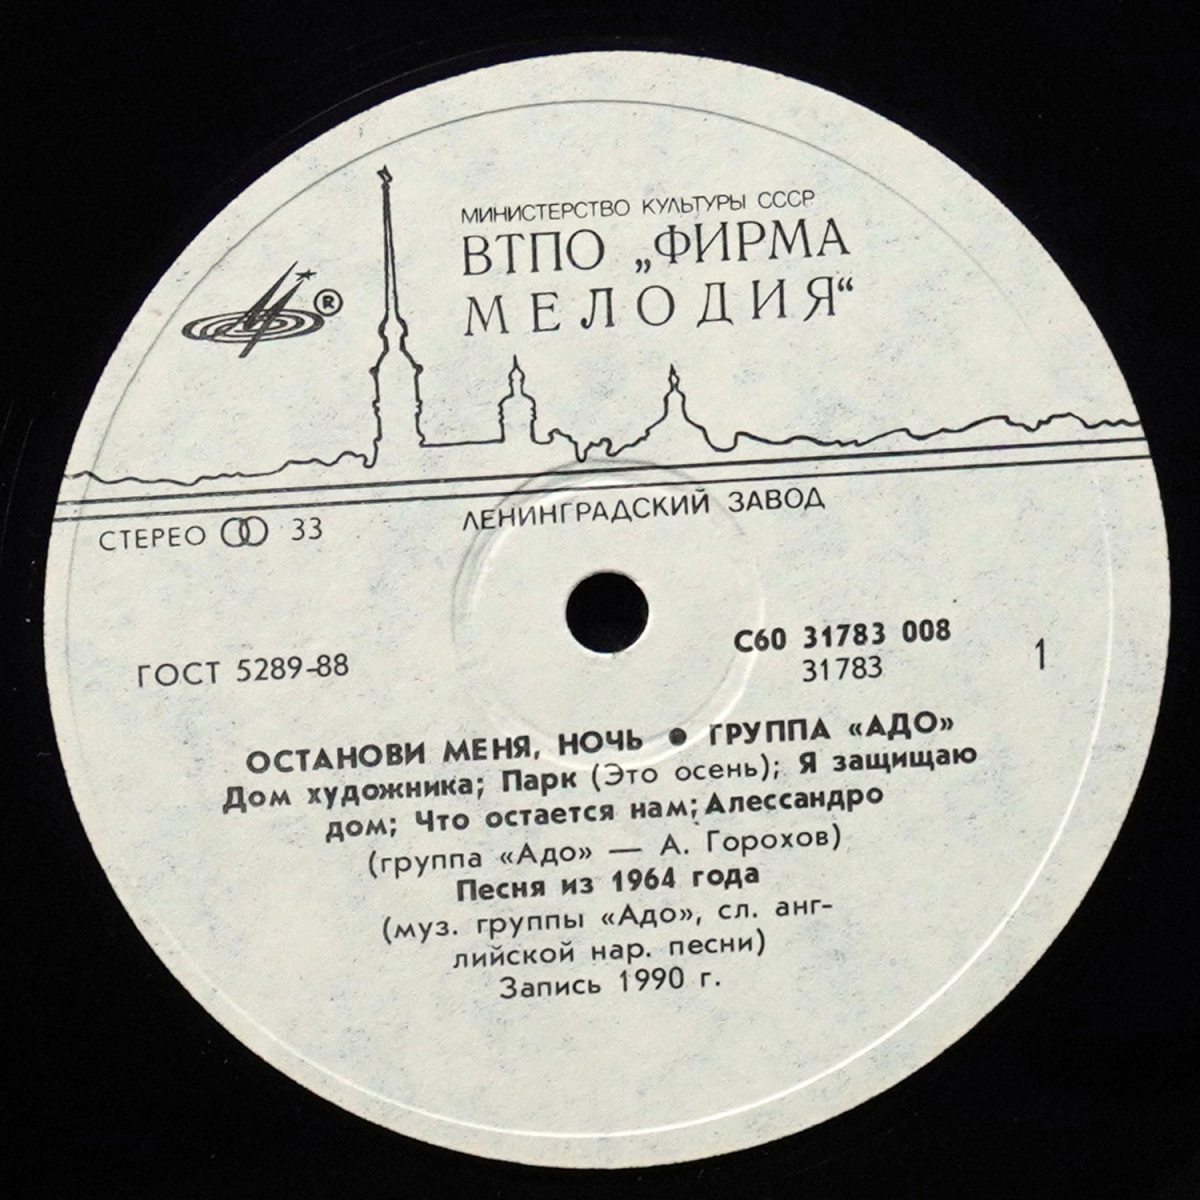 МИНИСТЕРСТВО КУЛЬТУРЫ СССР
ВТПО „ФИРМА
МЕЛОДИЯ“
®
ЛЕНИНГРАДСКИЙ ЗАВОД
СТЕРЕО 33
ГОСТ 5289-88
С60 31783 008
31783
1
ОСТАНОВИ МЕНЯ, НОЧЬ ● ГРУППА «АДО»
Дом художника; Парк (Это осень); Я защищаю
дом; Что остается нам; Алессандро
(группа «Адо» — А. Горохов)
Песня из 1964 года
(муз. группы «Адо», сл. анг-
лийской нар. песни)
Запись 1990 г.